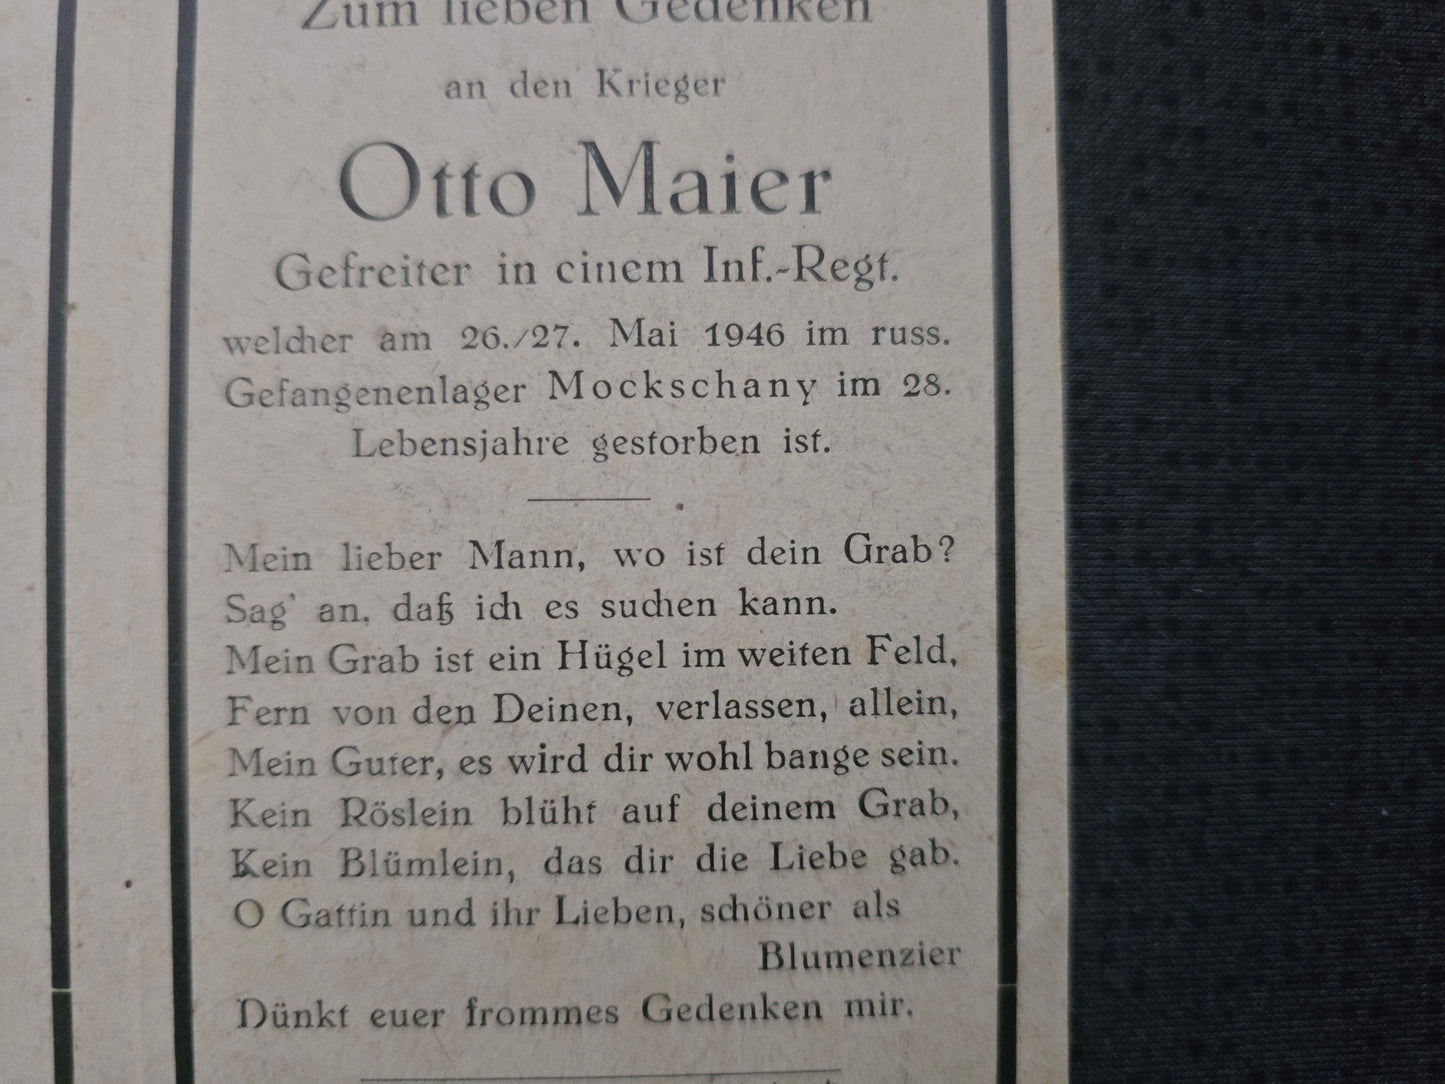 Zum lieben Gedenken
an den Krieger
Otto Maier
Gefreiter in einem Inf.-Regt.
welcher am 26./27. Mai 1946 im russ.
Gefangenenlager Mockschany im 28.
Lebensjahre gestorben ist.
Mein lieber Mann, wo ist dein Grab?
Sag' an, daß ich es suchen kann.
Mein Grab ist ein Hügel im weiten Feld,
Fern von den Deinen, verlassen, allein,
Mein Guter, es wird dir wohl bange sein.
Kein Röslein blüht auf deinem Grab,
Kein Blümlein, das dir die Liebe gab.
O Gattin und ihr Lieben, schöner als
Blumenzier
Dünkt euer frommes Gedenken mir.